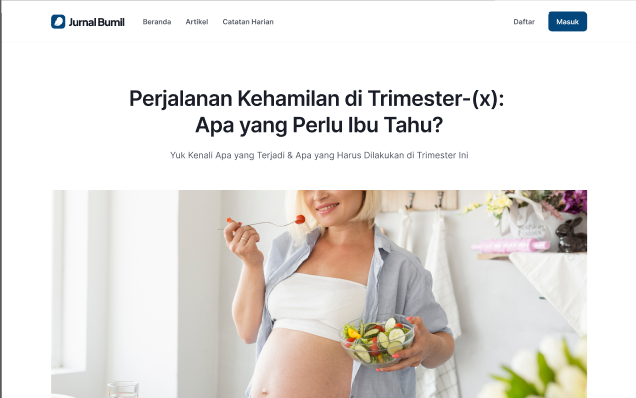 Jurnal Bumil
Beranda Artikel Catatan Harian
Daftar
Masuk
Perjalanan Kehamilan di Trimester-(x):
Apa yang Perlu Ibu Tahu?
Yuk Kenali Apa yang Terjadi & Apa yang Harus Dilakukan di Trimester Ini